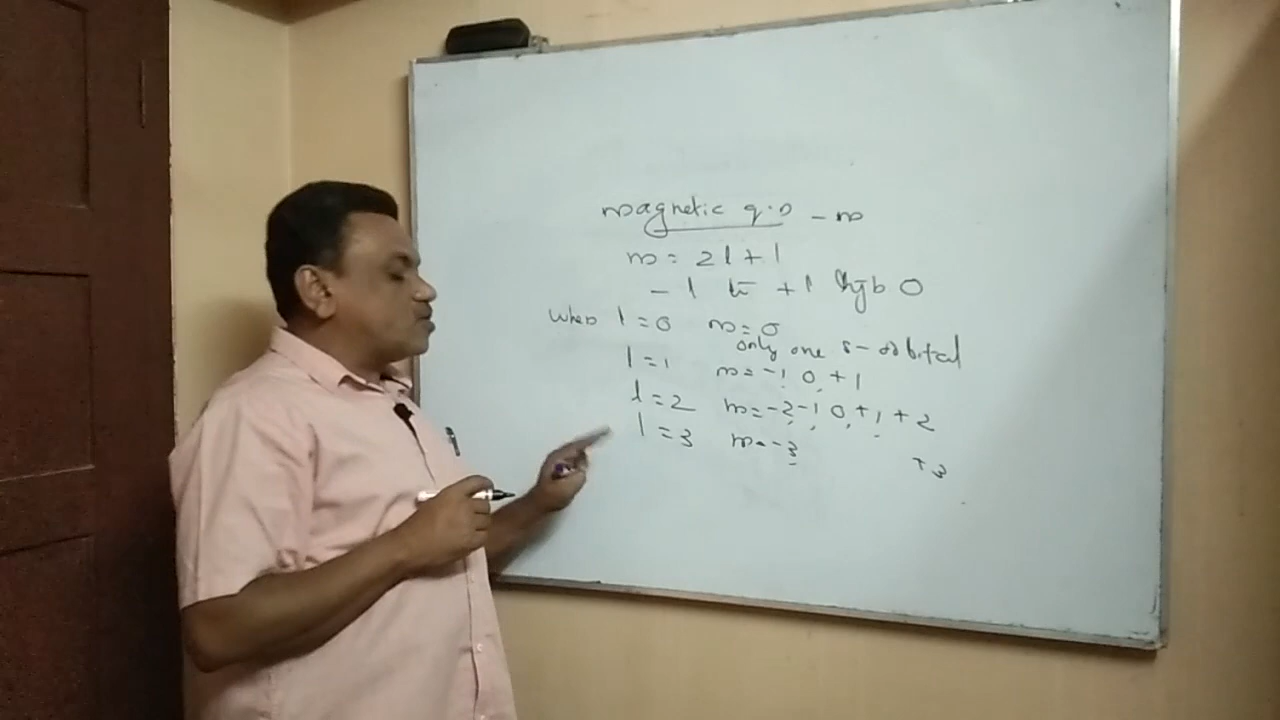 magnetic q.n - m
m = 2l+1
-l to +l 0
when l=0 m=0
only one s-orbital
l=1 m=-1, 0, +1
l=2 m=-2, -1, 0, +1, +2
l=3 m=-3 +3